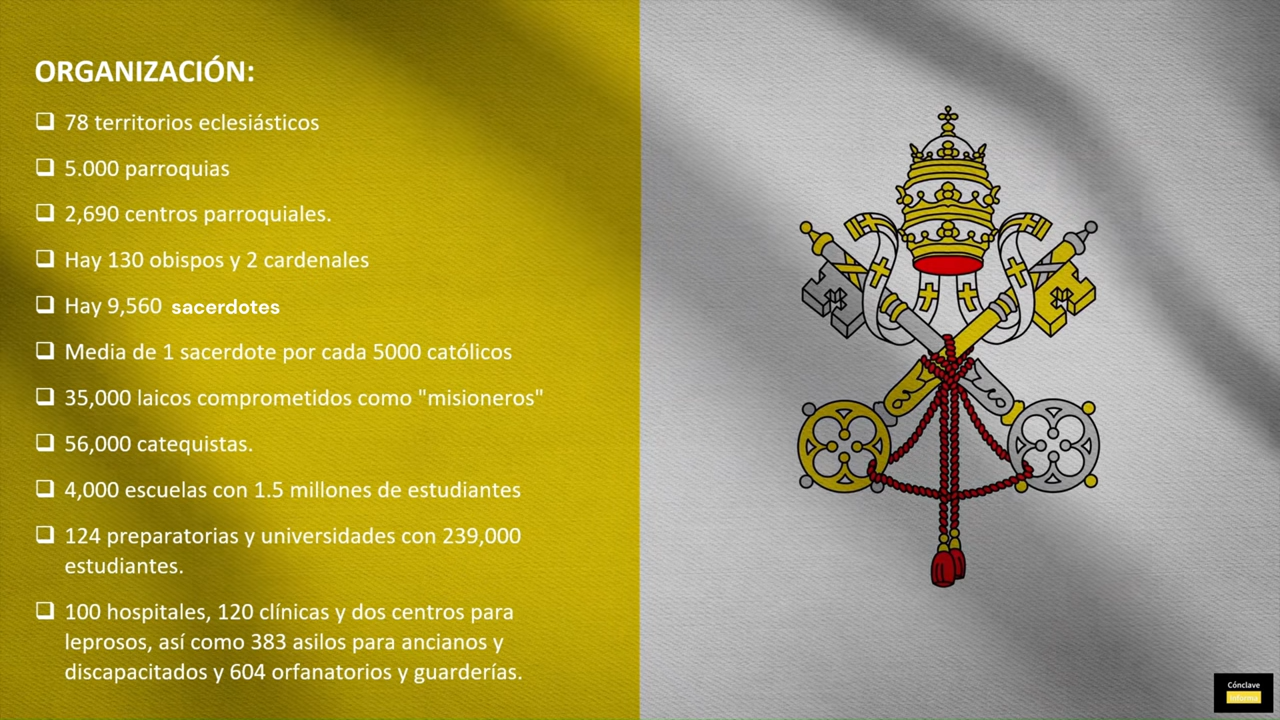 ORGANIZACIÓN:
❑ 78 territorios eclesiásticos
❑ 5.000 parroquias
❑ 2,690 centros parroquiales.
❑ Hay 130 obispos y 2 cardenales
❑ Hay 9,560 sacerdotes
❑ Media de 1 sacerdote por cada 5000 católicos
❑ 35,000 laicos comprometidos como "misioneros"
❑ 56,000 catequistas.
❑ 4,000 escuelas con 1.5 millones de estudiantes
❑ 124 preparatorias y universidades con 239,000
estudiantes.
❑ 100 hospitales, 120 clínicas y dos centros para
leprosos, así como 383 asilos para ancianos y
discapacitados y 604 orfanatorios y guarderías.
Cónclave
Informa